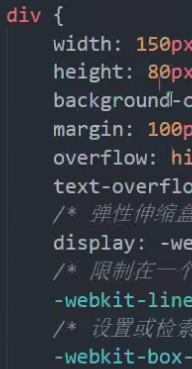 div {
width: 150px
height: 80px
background-c
margin: 100p
overflow: hi
text-overflo
/* 弹性伸缩盒
display: -we
/* 限制在一个
-webkit-line
/* 设置或检索
-webkit-box-